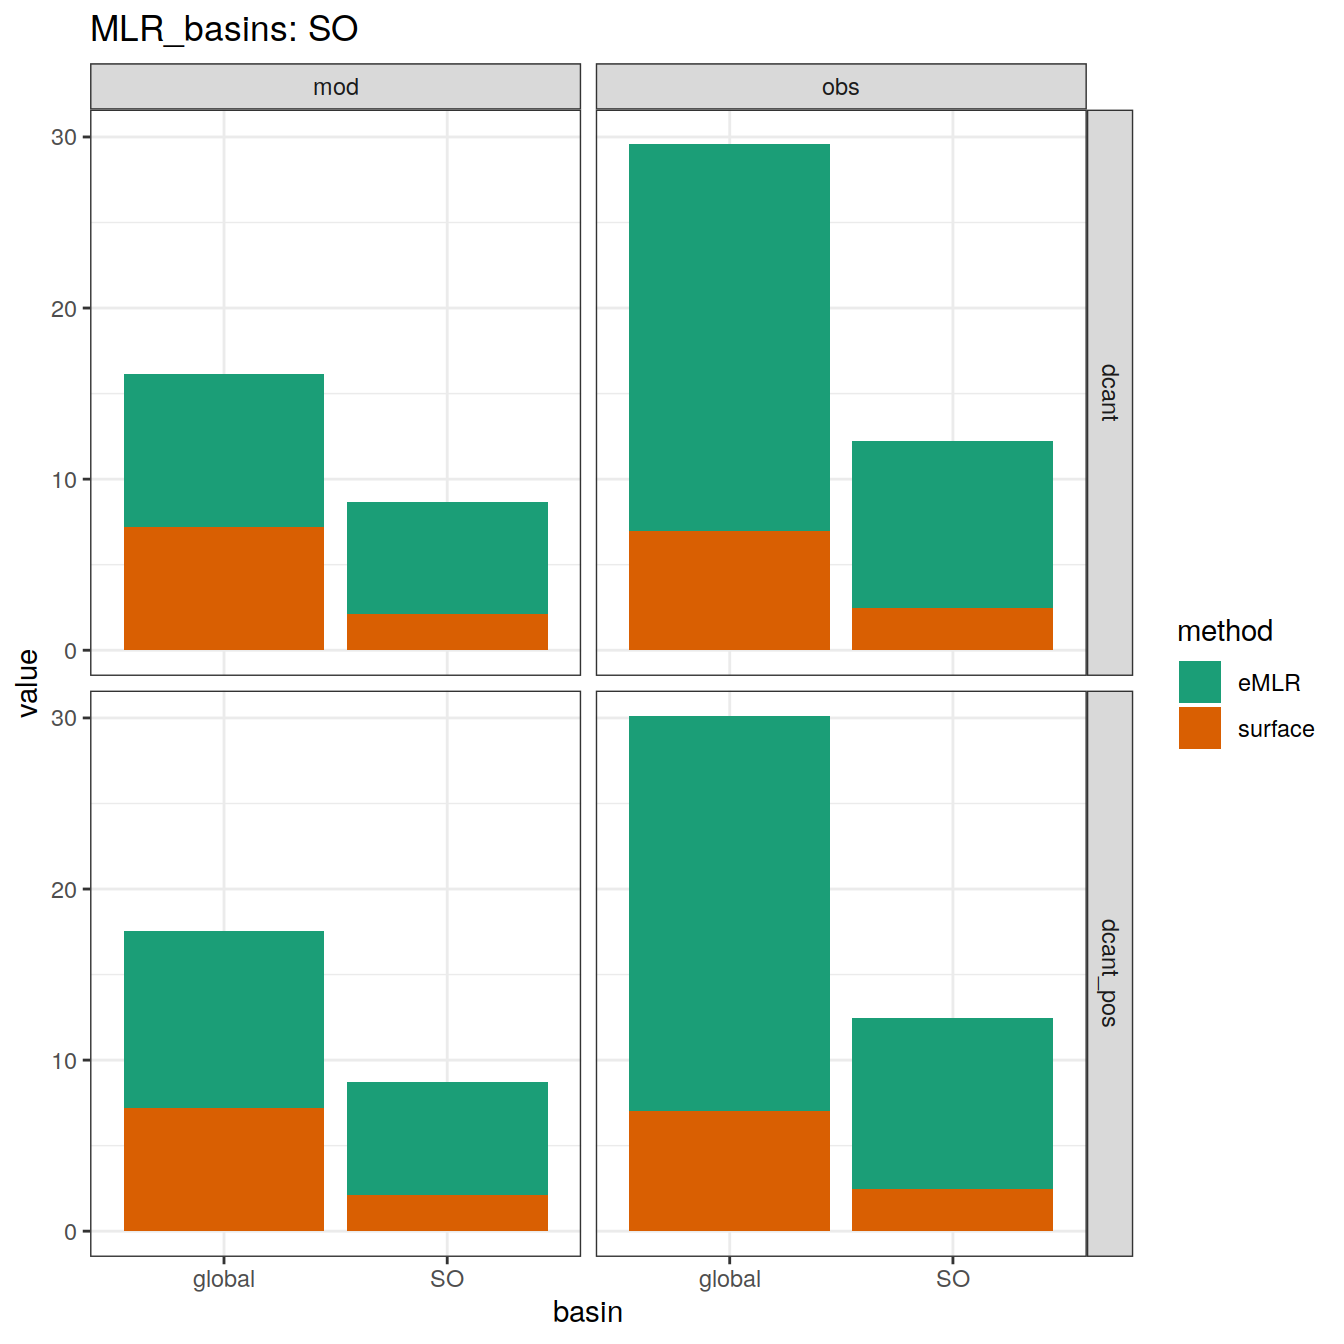 MLR_basins: SO
mod
obs
30
20
10
0
dcant
30
20
10
0
dcant_pos
value
global
SO
global
SO
basin
method
eMLR
surface